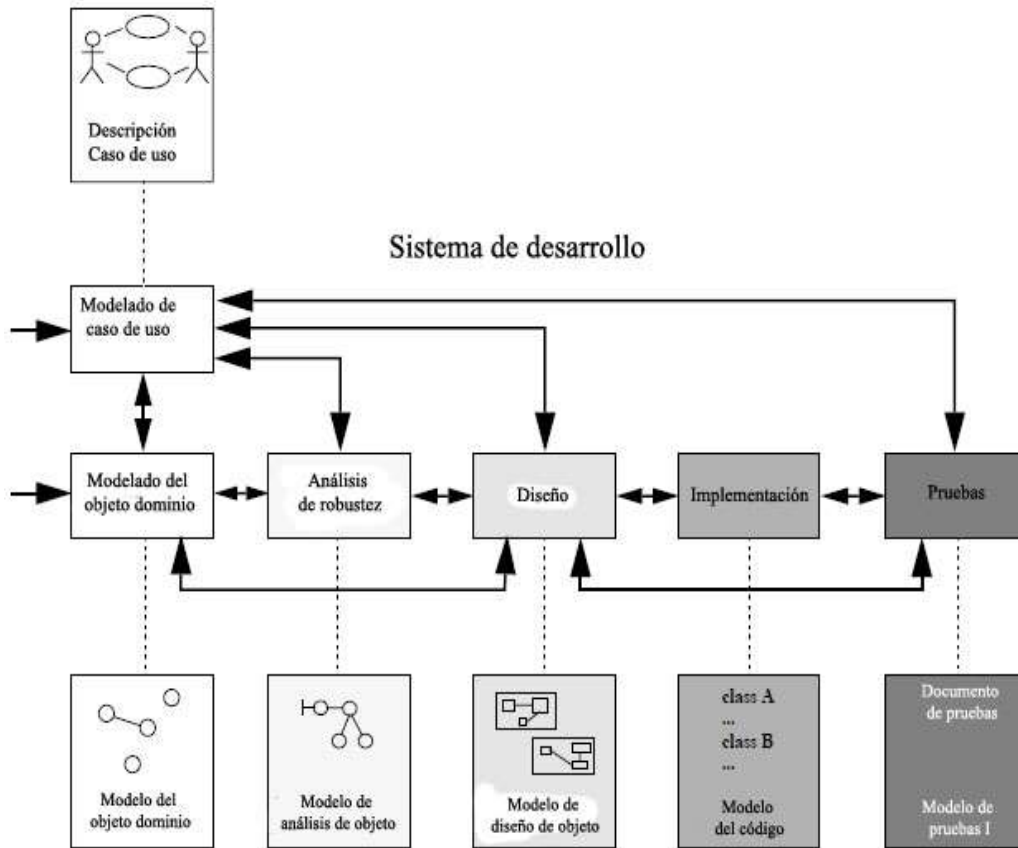 Descripción
Caso de uso
Sistema de desarrollo
Modelado de
caso de uso
Modelado del
objeto dominio
Análisis
de robustez
Diseño
Implementación
Pruebas
Modelo del
objeto dominio
Modelo de
análisis de objeto
Modelo de
diseño de objeto
class A
...
class B
...
Modelo
del código
Documento
de pruebas
Modelo de
pruebas I